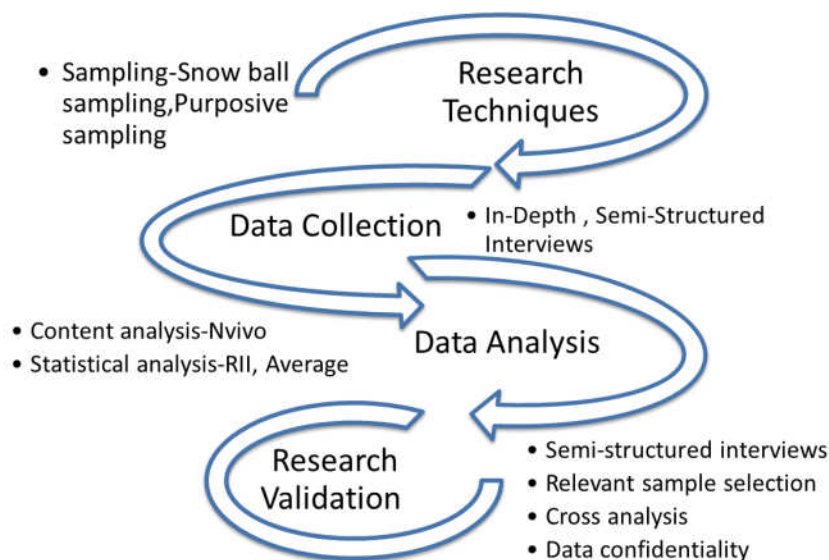 • Sampling-Snow ball
sampling,Purposive
sampling
Research
Techniques
Data Collection
• In-Depth , Semi-Structured
Interviews
• Content analysis-Nvivo
• Statistical analysis-RII, Average
Data Analysis
Research
Validation
• Semi-structured interviews
• Relevant sample selection
• Cross analysis
• Data confidentiality